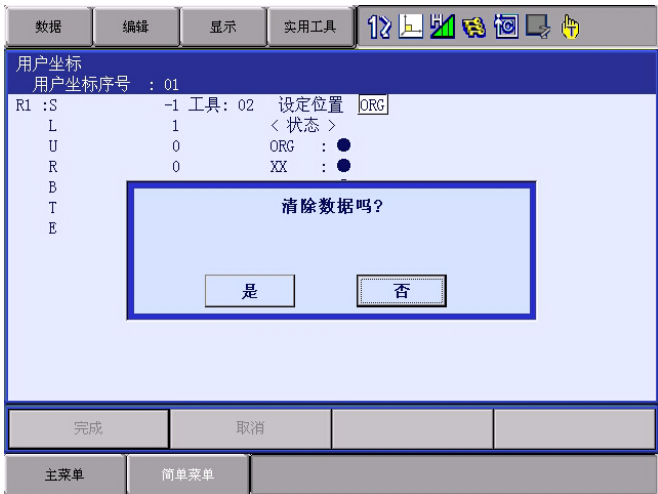 数据 编辑 显示 实用工具
用户坐标
用户坐标序号 : 01
R1 :S -1 工具: 02 设定位置 ORG
L 1 < 状态 >
U 0 ORG : ●
R 0 XX : ●
B
T
E
清除数据吗?
是 否
完成 取消
主菜单 简单菜单